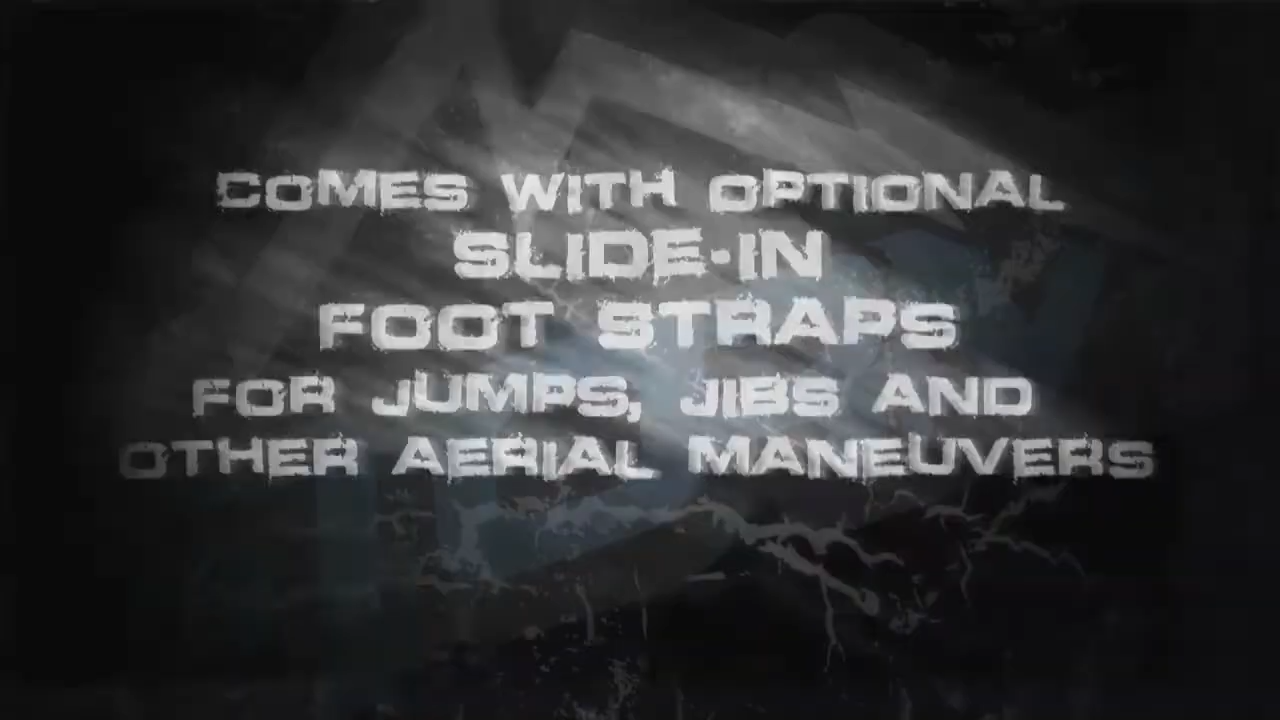 COMES WITH OPTIONAL
SLIDE-IN
FOOT STRAPS
FOR JUMPS, JIBS AND
OTHER AERIAL MANEUVERS